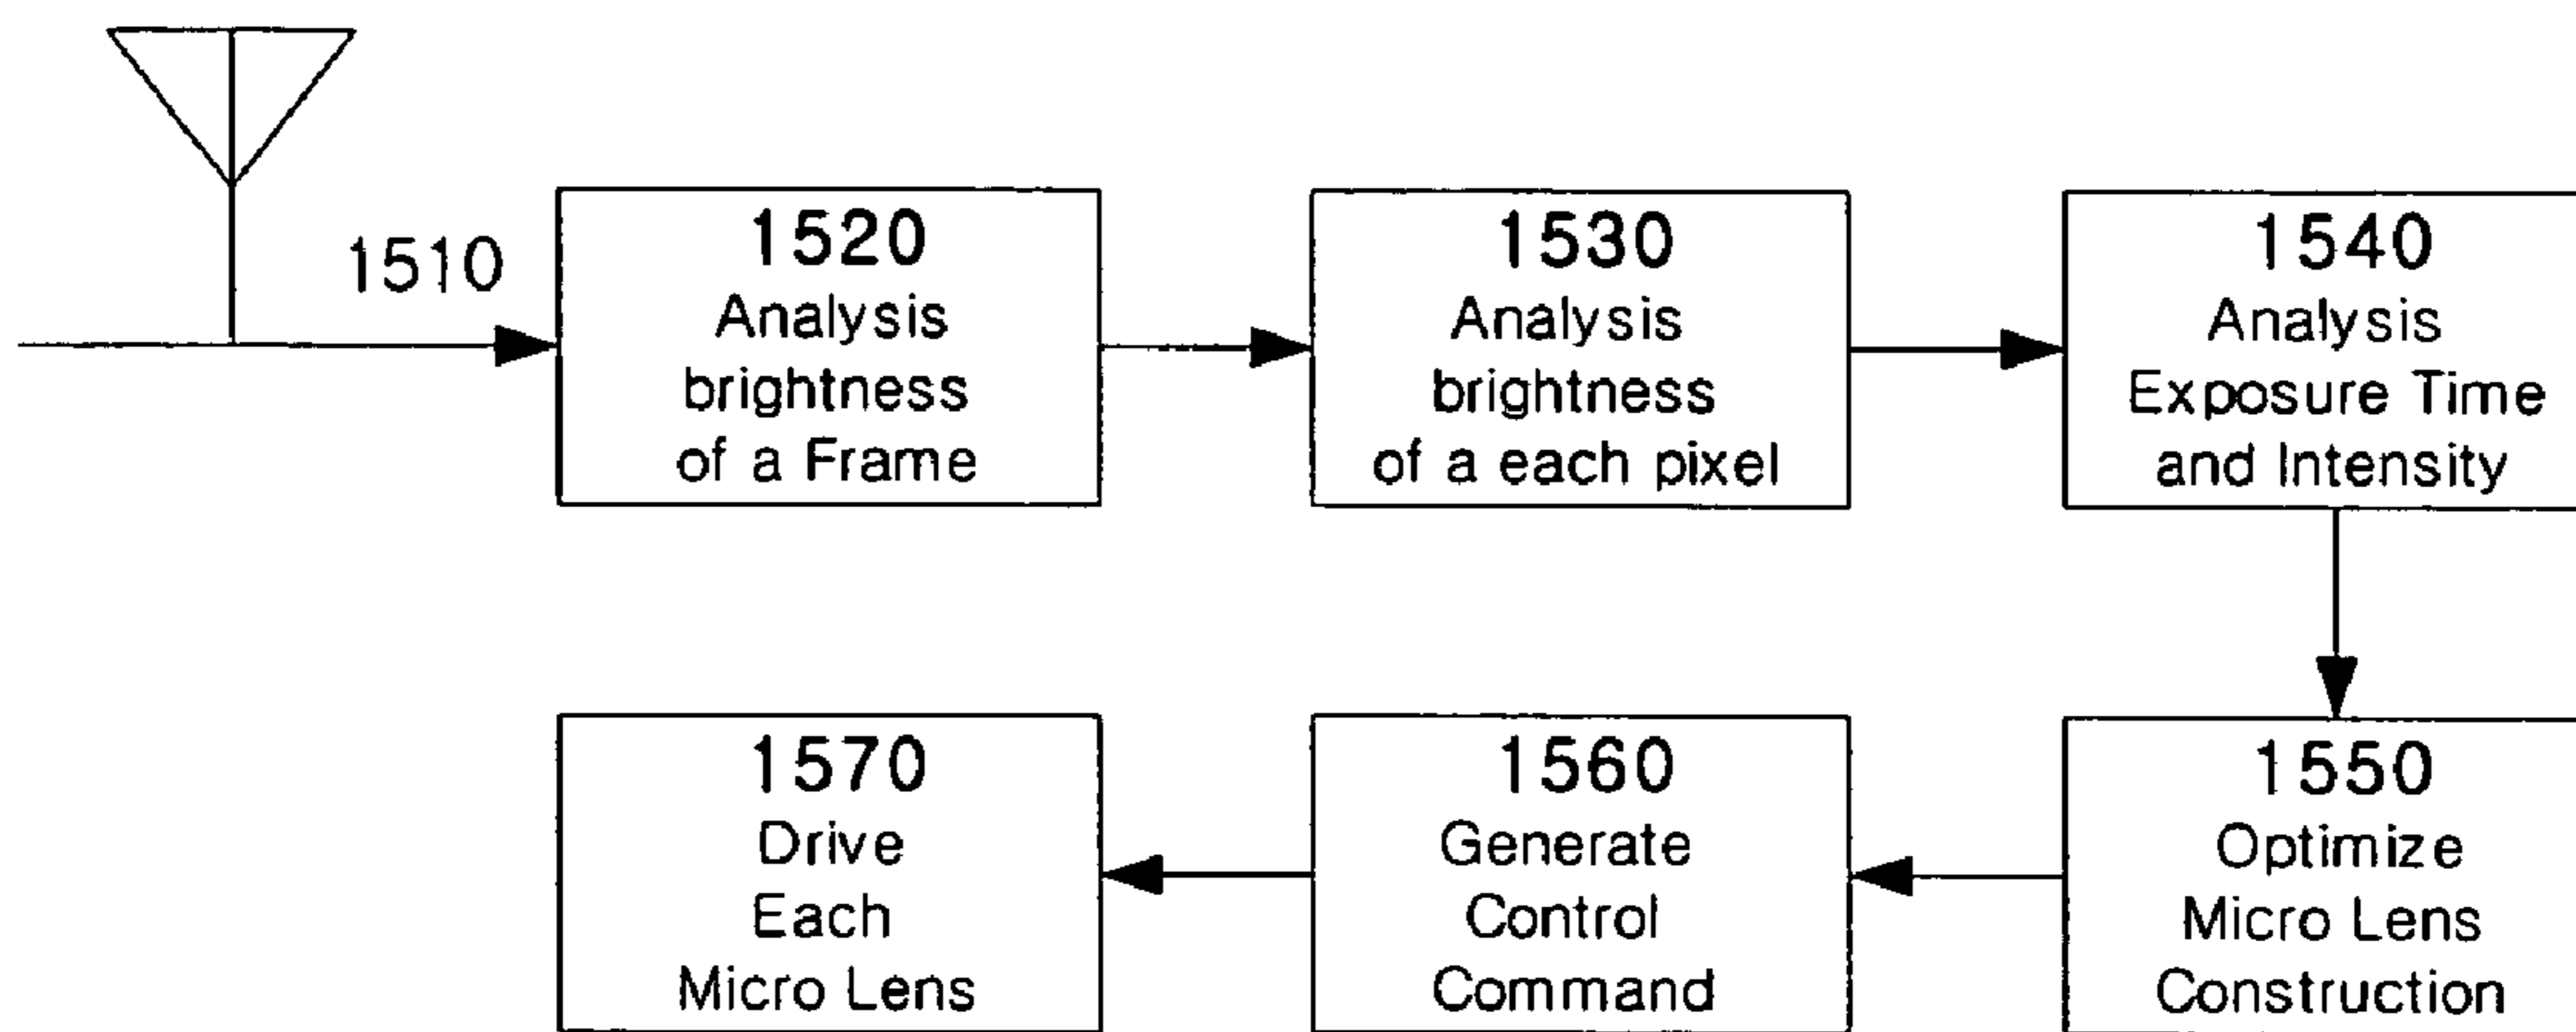 1510
1520
Analysis
brightness
of a Frame
1530
Analysis
brightness
of a each pixel
1540
Analysis
Exposure Time
and Intensity
1550
Optimize
Micro Lens
Construction
1560
Generate
Control
Command
1570
Drive
Each
Micro Lens